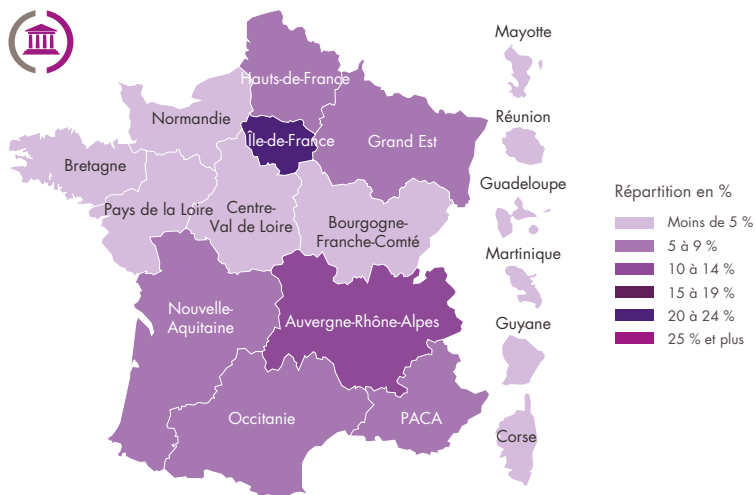 Mayotte
Hauts-de-France
Normandie
Réunion
Île-de-France
Grand Est
Bretagne
Guadeloupe
Répartition en %
Pays de la Loire
Centre-
Val de Loire
Bourgogne-
Franche-Comté
Moins de 5 %
5 à 9 %
Martinique
10 à 14 %
15 à 19 %
20 à 24 %
25 % et plus
Nouvelle-
Aquitaine
Auvergne-Rhône-Alpes
Guyane
Occitanie
PACA
Corse